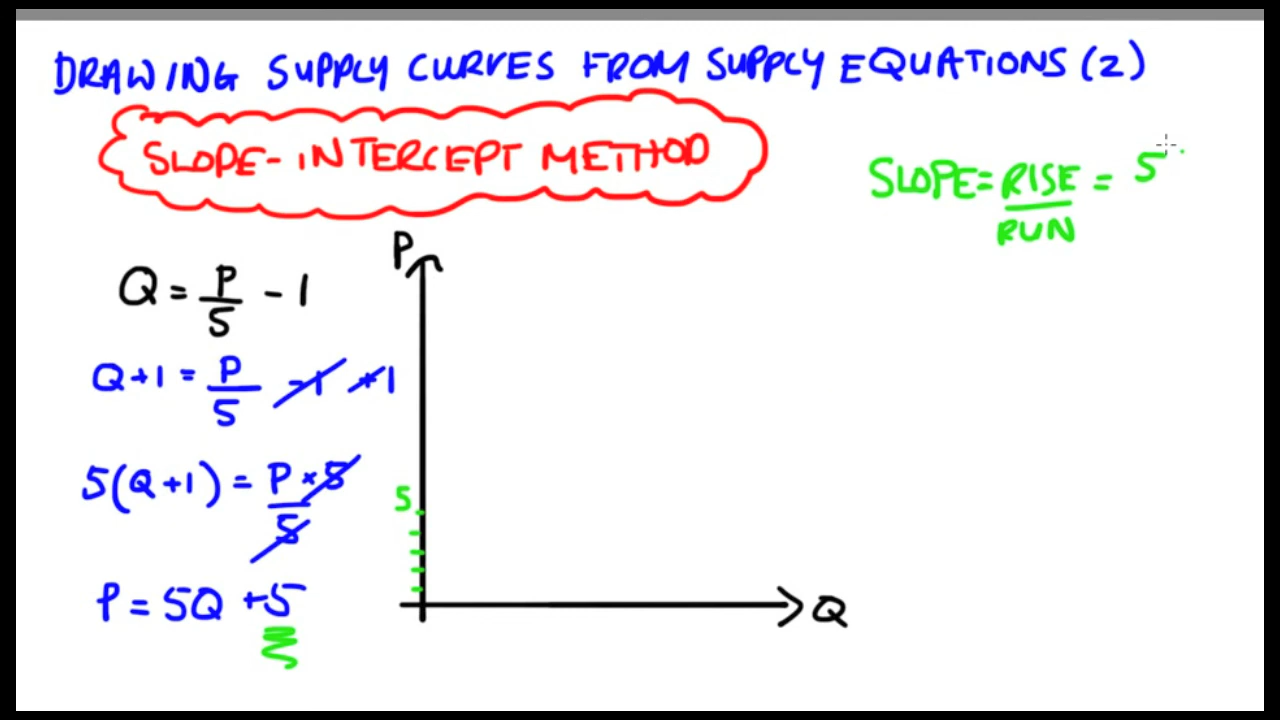 DRAWING SUPPLY CURVES FROM SUPPLY EQUATIONS (2)
SLOPE-INTERCEPT METHOD
SLOPE = RISE/RUN = 5
P
Q = P/5 - 1
Q + 1 = P/5 - 1 + 1
5(Q + 1) = P × 5/5
5
P = 5Q + 5
Q